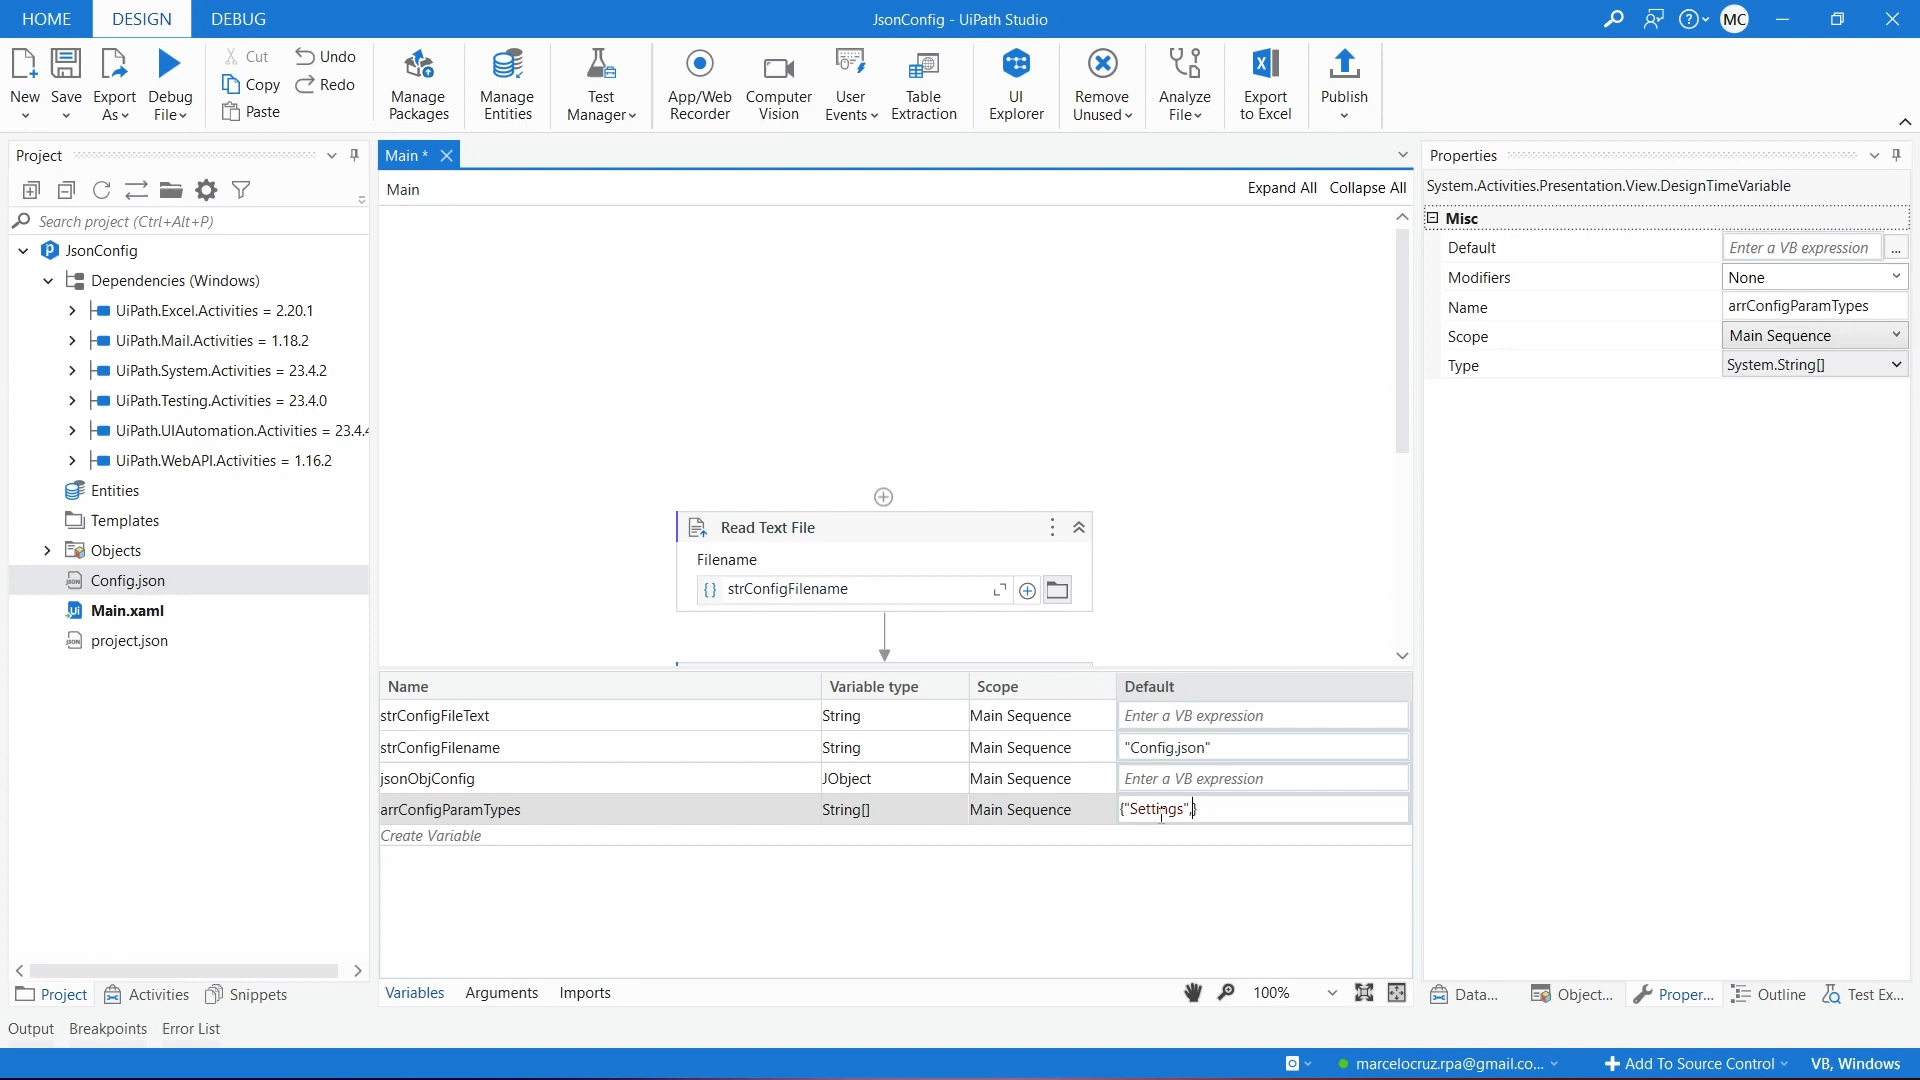 HOME
DESIGN
DEBUG
JsonConfig - UiPath Studio
MC
New
Save
Export As
Debug File
Cut
Copy
Paste
Undo
Redo
Manage Packages
Manage Entities
Test Manager
App/Web Recorder
Computer Vision
User Events
Table Extraction
UI Explorer
Remove Unused
Analyze File
Export to Excel
Publish
Project
Search project (Ctrl+Alt+P)
JsonConfig
Dependencies (Windows)
UiPath.Excel.Activities = 2.20.1
UiPath.Mail.Activities = 1.18.2
UiPath.System.Activities = 23.4.2
UiPath.Testing.Activities = 23.4.0
UiPath.UIAutomation.Activities = 23.4.4
UiPath.WebAPI.Activities = 1.16.2
Entities
Templates
Objects
Config.json
Main.xaml
project.json
Project
Activities
Snippets
Main *
Main
Expand All
Collapse All
Read Text File
Filename
{ } strConfigFilename
Name
Variable type
Scope
Default
strConfigFileText
String
Main Sequence
Enter a VB expression
strConfigFilename
String
Main Sequence
"Config.json"
jsonObjConfig
JObject
Main Sequence
Enter a VB expression
arrConfigParamTypes
String[]
Main Sequence
{"Settings",}
Create Variable
Variables
Arguments
Imports
100%
Properties
System.Activities.Presentation.View.DesignTimeVariable
Misc
Default
Enter a VB expression
...
Modifiers
None
Name
arrConfigParamTypes
Scope
Main Sequence
Type
System.String[]
Data...
Object...
Proper...
Outline
Test Ex...
Output
Breakpoints
Error List
marcelocruz.rpa@gmail.co...
Add To Source Control
VB, Windows